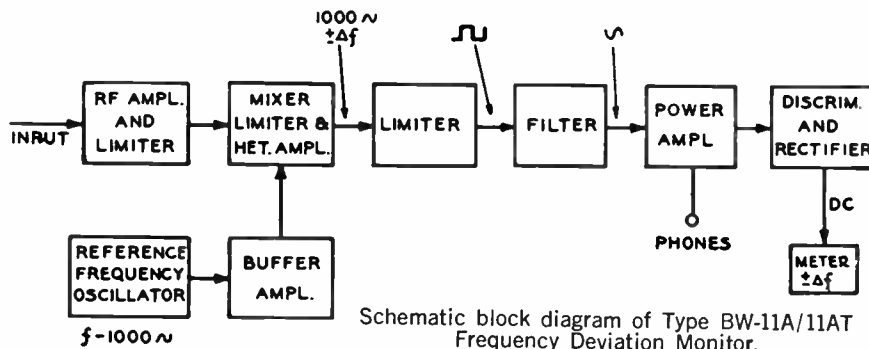 1000 ~
± Δf
INPUT
RF AMPL.
AND
LIMITER
MIXER
LIMITER &
HET. AMPL.
LIMITER
FILTER
POWER
AMPL
DISCRIM.
AND
RECTIFIER
PHONES
DC
METER
± Δf
REFERENCE
FREQUENCY
OSCILLATOR
BUFFER
AMPL.
f-1000 ~
Schematic block diagram of Type BW-11A/11AT
Frequency Deviation Monitor.